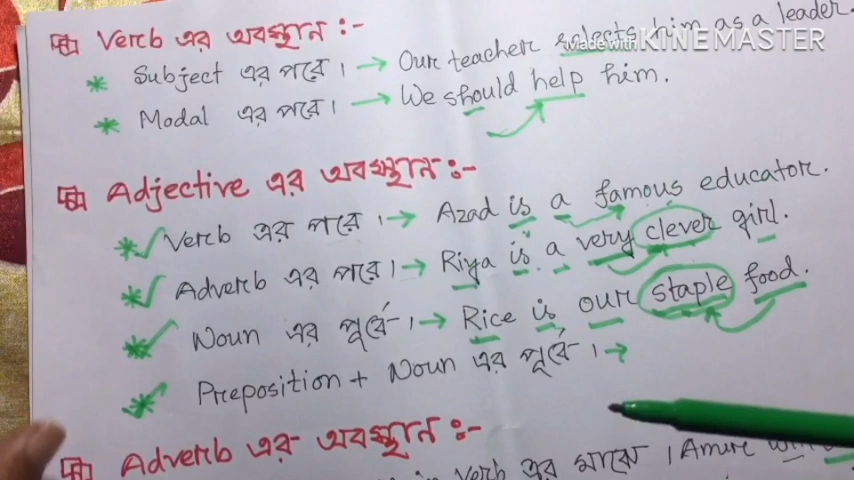 Verb এর অবস্থান :-
* Subject এর পরে। → Our teacher selects him as a leader.
Made with KINEMASTER
* Modal এর পরে। → We should help him.
Adjective এর অবস্থান :-
* Verb এর পরে। → Azad is a famous educator.
* Adverb এর পরে। → Riya is a very clever girl.
* Noun এর পূর্বে। → Rice is our staple food.
* Preposition + Noun এর পূর্বে। →
Adverb এর অবস্থান :-
Verb এর মাঝে।